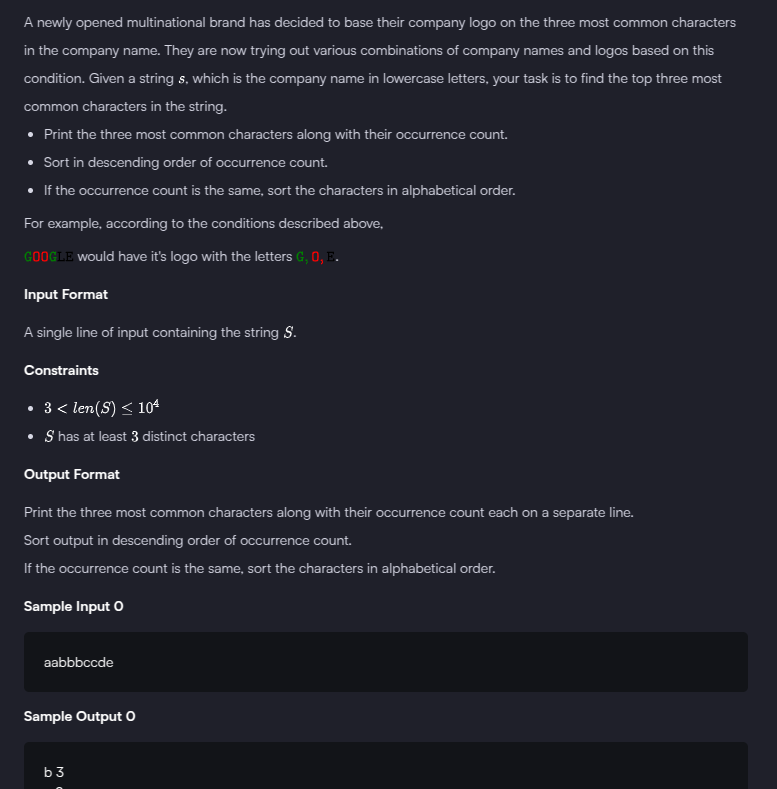 A newly opened multinational brand has decided to base their company logo on the three most common characters
in the company name. They are now trying out various combinations of company names and logos based on this
condition. Given a string s, which is the company name in lowercase letters, your task is to find the top three most
common characters in the string.
• Print the three most common characters along with their occurrence count.
• Sort in descending order of occurrence count.
• If the occurrence count is the same, sort the characters in alphabetical order.
For example, according to the conditions described above,
GOOGLE would have it's logo with the letters G, O, E.
Input Format
A single line of input containing the string S.
Constraints
• 3 < len(S) ≤ 10⁴
• S has at least 3 distinct characters
Output Format
Print the three most common characters along with their occurrence count each on a separate line.
Sort output in descending order of occurrence count.
If the occurrence count is the same, sort the characters in alphabetical order.
Sample Input 0
aabbbccde
Sample Output 0
b 3